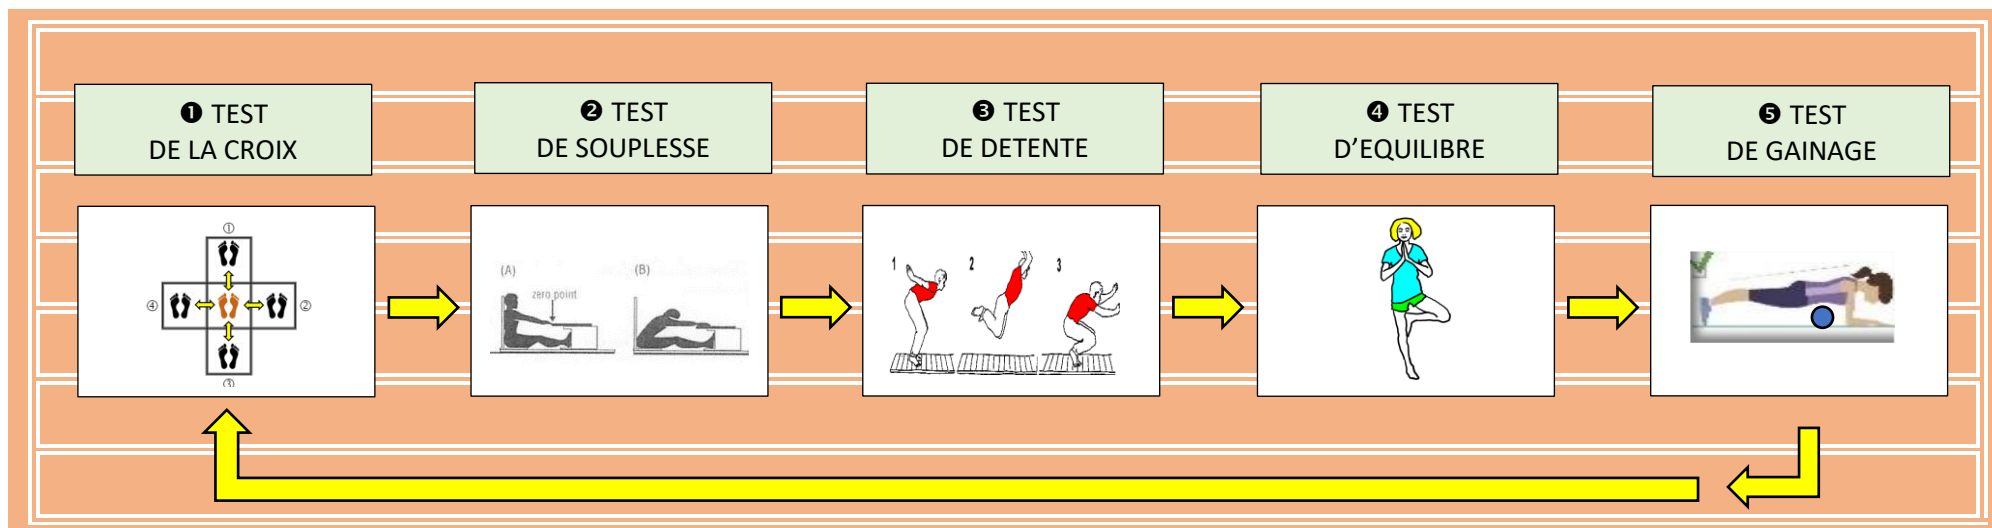 ❶ TEST
DE LA CROIX
❷ TEST
DE SOUPLESSE
❸ TEST
DE DETENTE
❹ TEST
D’EQUILIBRE
❺ TEST
DE GAINAGE
①
④
②
③
(A)
(B)
zero point
1
2
3